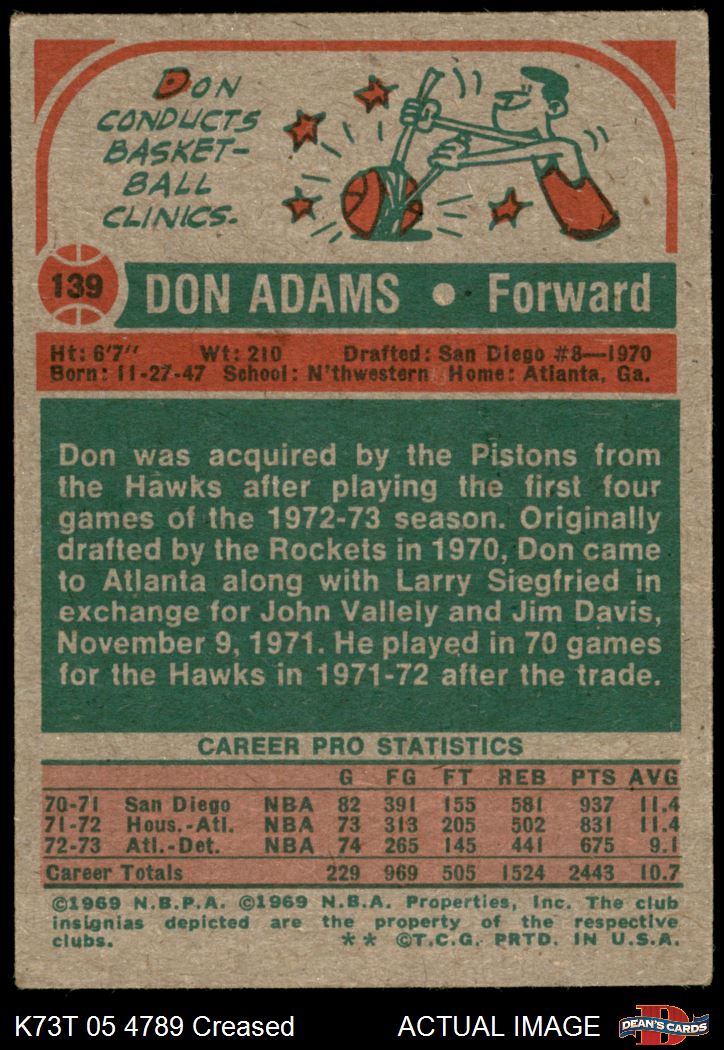 DON
CONDUCTS
BASKET-
BALL
CLINICS.
139 DON ADAMS • Forward
Ht: 6'7" Wt: 210 Drafted: San Diego #8—1970
Born: 11-27-47 School: N'thwestern Home: Atlanta, Ga.
Don was acquired by the Pistons from
the Hawks after playing the first four
games of the 1972-73 season. Originally
drafted by the Rockets in 1970, Don came
to Atlanta along with Larry Siegfried in
exchange for John Vallely and Jim Davis,
November 9, 1971. He played in 70 games
for the Hawks in 1971-72 after the trade.
CAREER PRO STATISTICS
G FG FT REB PTS AVG
70-71 San Diego NBA 82 391 155 581 937 11.4
71-72 Hous.-Atl. NBA 73 313 205 502 831 11.4
72-73 Atl.-Det. NBA 74 265 145 441 675 9.1
Career Totals 229 969 505 1524 2443 10.7
©1969 N.B.P.A. ©1969 N.B.A. Properties, Inc. The club
insignias depicted are the property of the respective
clubs. ** ©T.C.G. PRTD. IN U.S.A.
K73T 05 4789 Creased ACTUAL IMAGE
D
DEAN'S CARDS